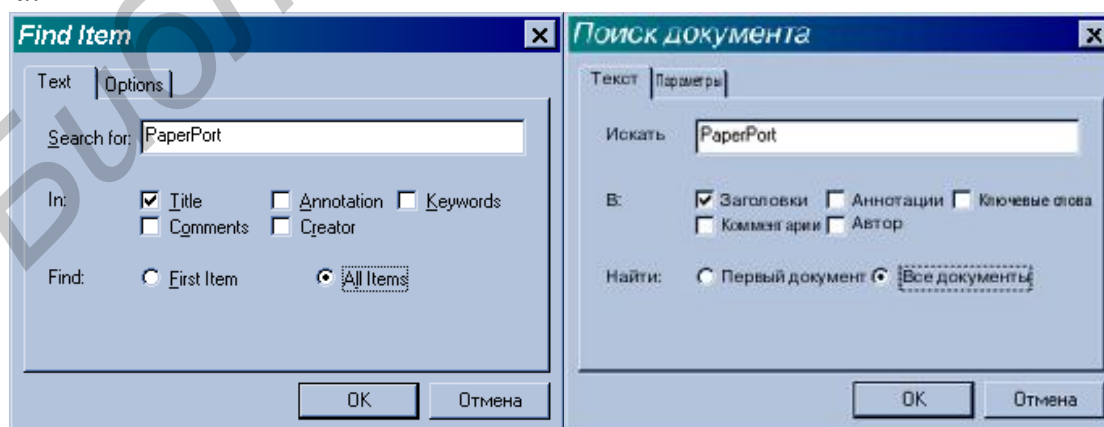 Find Item
Text Options
Search for: PaperPort
In: Title Annotation Keywords
Comments Creator
Find: First Item All Items
OK Отмена
Поиск документа
Текст Параметры
Искать PaperPort
В: Заголовки Аннотации Ключевые слова
Комментарии Автор
Найти: Первый документ Все документы
OK Отмена